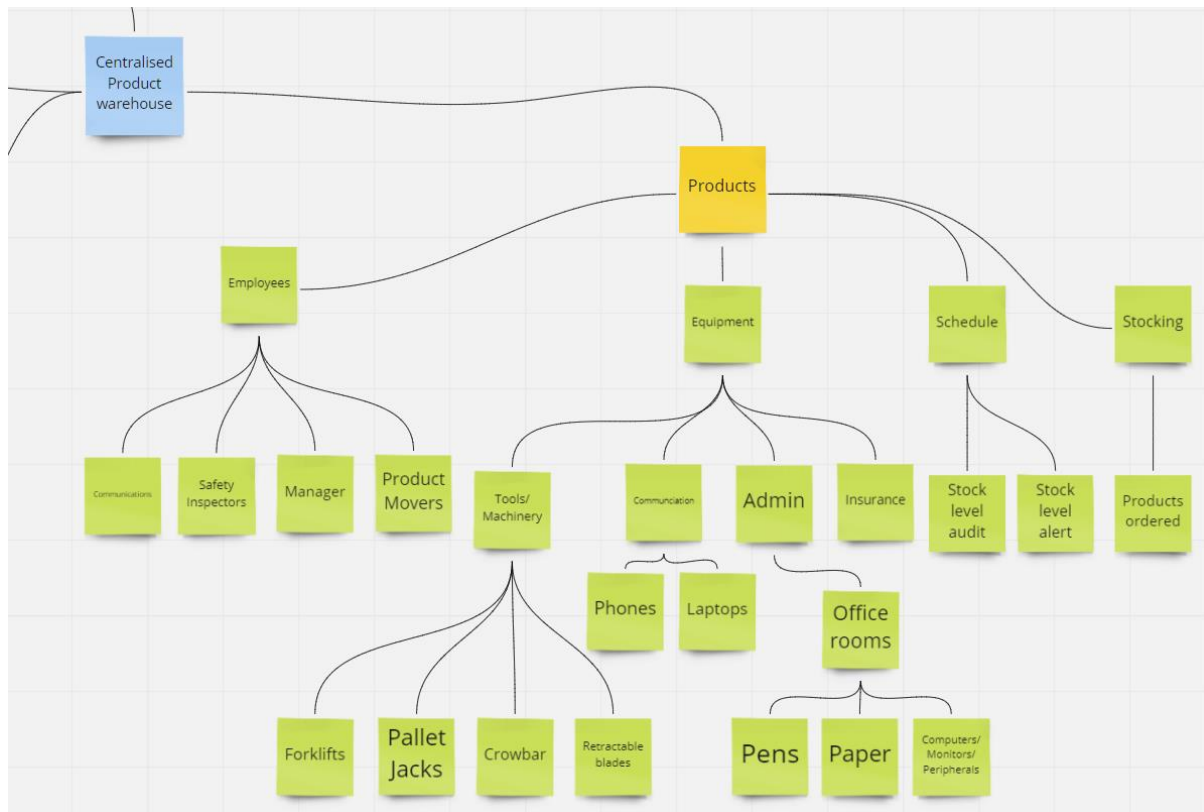 Centralised
Product
warehouse
Products
Employees
Equipment
Schedule
Stocking
Communications
Safety
Inspectors
Manager
Product
Movers
Tools/
Machinery
Communciation
Admin
Insurance
Stock
level
audit
Stock
level
alert
Products
ordered
Phones
Laptops
Office
rooms
Forklifts
Pallet
Jacks
Crowbar
Retractable
blades
Pens
Paper
Computers/
Monitors/
Peripherals